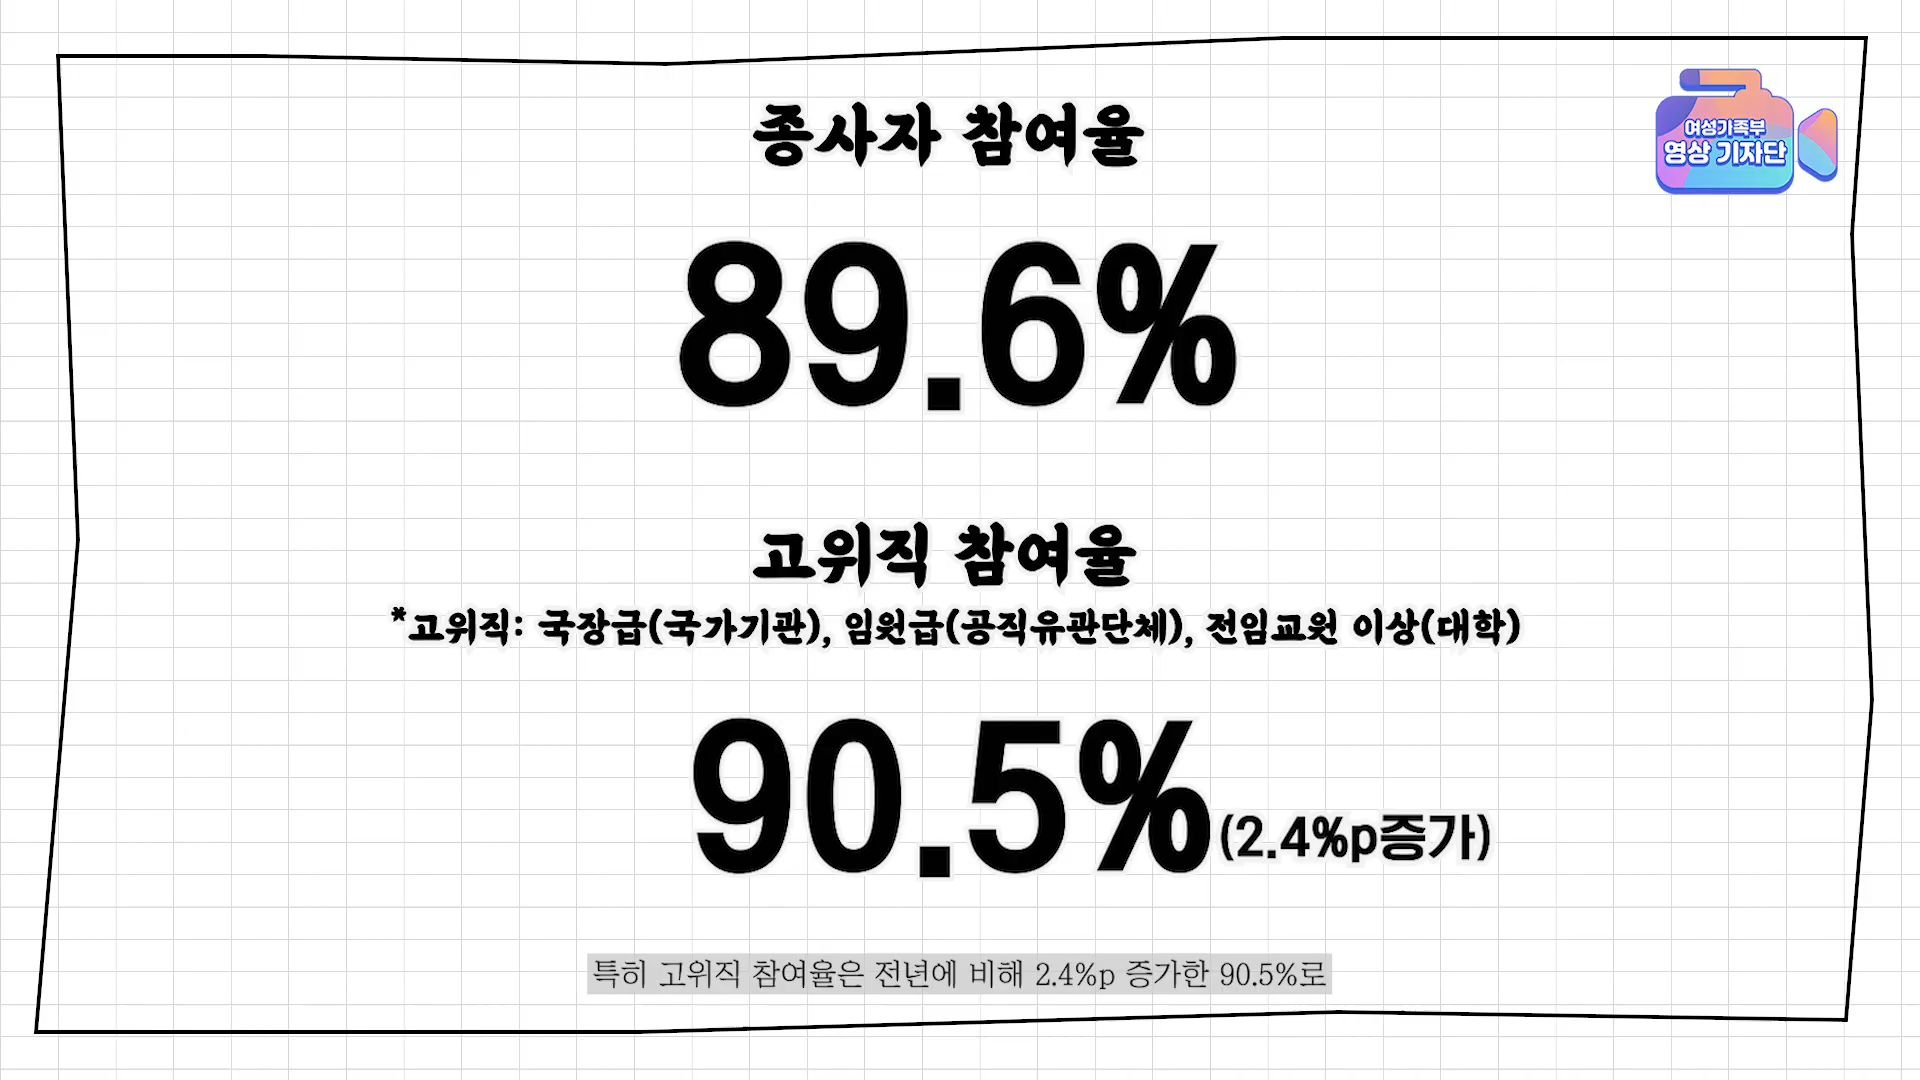 여성가족부
영상 기자단
종사자 참여율
89.6%
고위직 참여율
*고위직: 국장급(국가기관), 임원급(공직유관단체), 전임교원 이상(대학)
90.5%(2.4%p증가)
특히 고위직 참여율은 전년에 비해 2.4%p 증가한 90.5%로